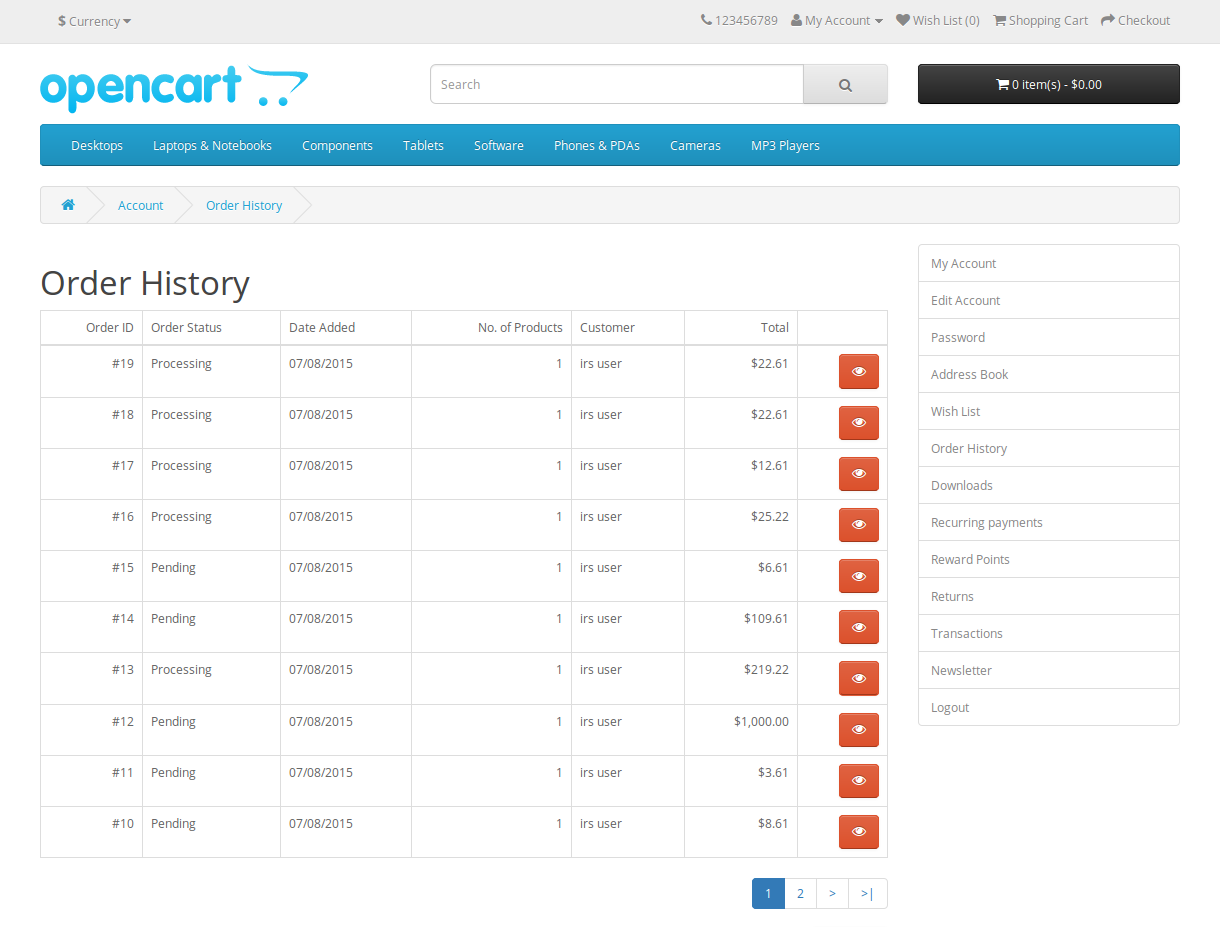 $ Currency 123456789 My Account Wish List (0) Shopping Cart Checkout
opencart
Search
0 item(s) - $0.00
Desktops Laptops & Notebooks Components Tablets Software Phones & PDAs Cameras MP3 Players
Account Order History
Order History
Order ID Order Status Date Added No. of Products Customer Total
#19 Processing 07/08/2015 1 irs user $22.61
#18 Processing 07/08/2015 1 irs user $22.61
#17 Processing 07/08/2015 1 irs user $12.61
#16 Processing 07/08/2015 1 irs user $25.22
#15 Pending 07/08/2015 1 irs user $6.61
#14 Pending 07/08/2015 1 irs user $109.61
#13 Processing 07/08/2015 1 irs user $219.22
#12 Pending 07/08/2015 1 irs user $1,000.00
#11 Pending 07/08/2015 1 irs user $3.61
#10 Pending 07/08/2015 1 irs user $8.61
1 2 > >|
My Account
Edit Account
Password
Address Book
Wish List
Order History
Downloads
Recurring payments
Reward Points
Returns
Transactions
Newsletter
Logout